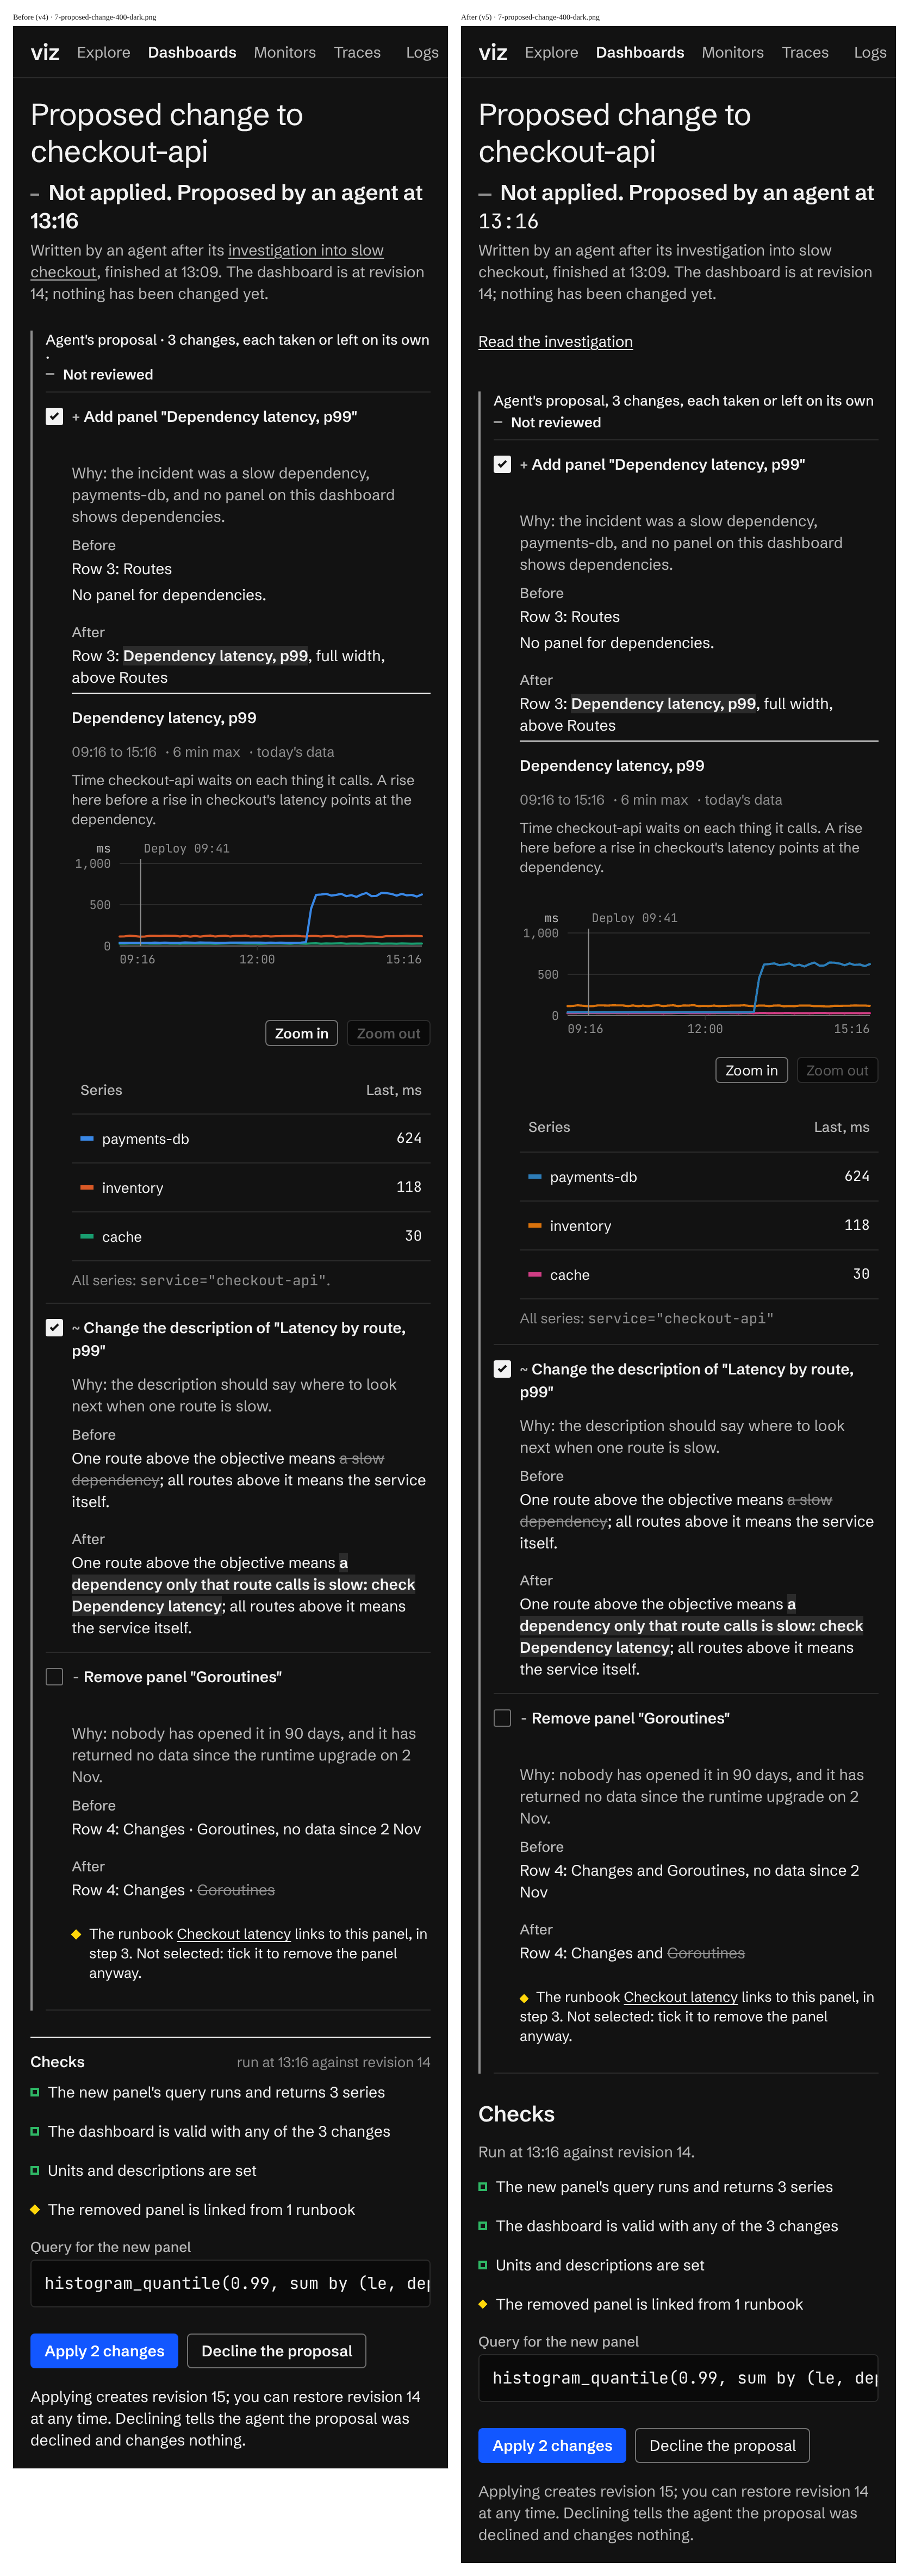 Before (v4) · 7-proposed-change-400-dark.png
viz Explore Dashboards Monitors Traces Logs
Proposed change to
checkout-api
– Not applied. Proposed by an agent at
13:16
Written by an agent after its investigation into slow
checkout, finished at 13:09. The dashboard is at revision
14; nothing has been changed yet.
Agent's proposal · 3 changes, each taken or left on its own
·
– Not reviewed
+ Add panel "Dependency latency, p99"
Why: the incident was a slow dependency,
payments-db, and no panel on this dashboard
shows dependencies.
Before
Row 3: Routes
No panel for dependencies.
After
Row 3: Dependency latency, p99, full width,
above Routes
Dependency latency, p99
09:16 to 15:16 · 6 min max · today's data
Time checkout-api waits on each thing it calls. A rise
here before a rise in checkout's latency points at the
dependency.
ms Deploy 09:41
1,000
500
0
09:16 12:00 15:16
Zoom in Zoom out
Series Last, ms
payments-db 624
inventory 118
cache 30
All series: service="checkout-api".
~ Change the description of "Latency by route,
p99"
Why: the description should say where to look
next when one route is slow.
Before
One route above the objective means a slow
dependency; all routes above it means the service
itself.
After
One route above the objective means a
dependency only that route calls is slow: check
Dependency latency; all routes above it means
the service itself.
- Remove panel "Goroutines"
Why: nobody has opened it in 90 days, and it has
returned no data since the runtime upgrade on 2
Nov.
Before
Row 4: Changes · Goroutines, no data since 2 Nov
After
Row 4: Changes · Goroutines
The runbook Checkout latency links to this panel, in
step 3. Not selected: tick it to remove the panel
anyway.
Checks run at 13:16 against revision 14
The new panel's query runs and returns 3 series
The dashboard is valid with any of the 3 changes
Units and descriptions are set
The removed panel is linked from 1 runbook
Query for the new panel
histogram_quantile(0.99, sum by (le, dep
Apply 2 changes Decline the proposal
Applying creates revision 15; you can restore revision 14
at any time. Declining tells the agent the proposal was
declined and changes nothing.
After (v5) · 7-proposed-change-400-dark.png
viz Explore Dashboards Monitors Traces Logs
Proposed change to
checkout-api
– Not applied. Proposed by an agent at
13:16
Written by an agent after its investigation into slow
checkout, finished at 13:09. The dashboard is at revision
14; nothing has been changed yet.
Read the investigation
Agent's proposal, 3 changes, each taken or left on its own
– Not reviewed
+ Add panel "Dependency latency, p99"
Why: the incident was a slow dependency,
payments-db, and no panel on this dashboard
shows dependencies.
Before
Row 3: Routes
No panel for dependencies.
After
Row 3: Dependency latency, p99, full width,
above Routes
Dependency latency, p99
09:16 to 15:16 · 6 min max · today's data
Time checkout-api waits on each thing it calls. A rise
here before a rise in checkout's latency points at the
dependency.
ms Deploy 09:41
1,000
500
0
09:16 12:00 15:16
Zoom in Zoom out
Series Last, ms
payments-db 624
inventory 118
cache 30
All series: service="checkout-api"
~ Change the description of "Latency by route,
p99"
Why: the description should say where to look
next when one route is slow.
Before
One route above the objective means a slow
dependency; all routes above it means the service
itself.
After
One route above the objective means a
dependency only that route calls is slow: check
Dependency latency; all routes above it means
the service itself.
- Remove panel "Goroutines"
Why: nobody has opened it in 90 days, and it has
returned no data since the runtime upgrade on 2
Nov.
Before
Row 4: Changes and Goroutines, no data since 2
Nov
After
Row 4: Changes and Goroutines
The runbook Checkout latency links to this panel, in
step 3. Not selected: tick it to remove the panel
anyway.
Checks
Run at 13:16 against revision 14.
The new panel's query runs and returns 3 series
The dashboard is valid with any of the 3 changes
Units and descriptions are set
The removed panel is linked from 1 runbook
Query for the new panel
histogram_quantile(0.99, sum by (le, dep
Apply 2 changes Decline the proposal
Applying creates revision 15; you can restore revision 14
at any time. Declining tells the agent the proposal was
declined and changes nothing.